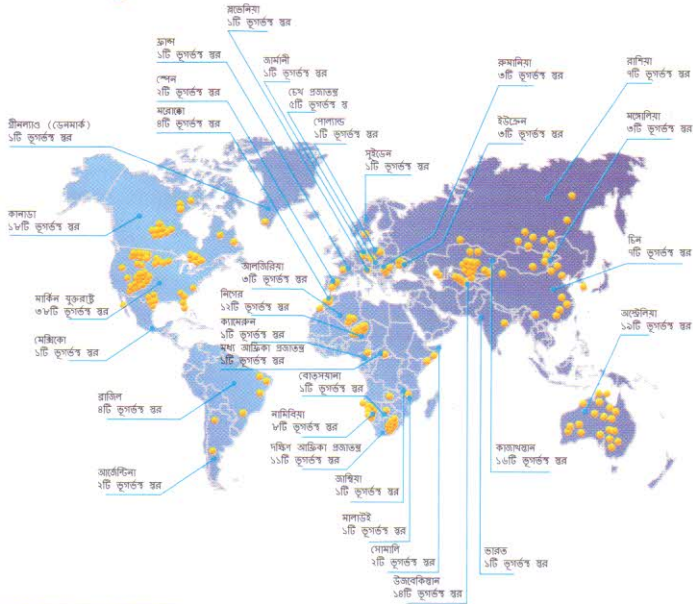 স্লভেনিয়া
১টি ভূগর্ভস্থ স্তর
ফ্রান্স
১টি ভূগর্ভস্থ স্তর
জার্মানী
১টি ভূগর্ভস্থ স্তর
স্পেন
২টি ভূগর্ভস্থ স্তর
চেখ প্রজাতন্ত্র
৫টি ভূগর্ভস্থ স্ত
মরোক্কো
৪টি ভূগর্ভস্থ স্তর
পোল্যান্ড
১টি ভূগর্ভস্থ স্তর
রুমানিয়া
৩টি ভূগর্ভস্থ স্তর
রাশিয়া
৭টি ভূগর্ভস্থ স্তর
গ্রীনল্যাণ্ড (ডেনমার্ক)
১টি ভূগর্ভস্থ স্তর
সুইডেন
১টি ভূগর্ভস্থ স্তর
ইউক্রেন
৩টি ভূগর্ভস্থ স্তর
মঙ্গোলিয়া
৩টি ভূগর্ভস্থ স্তর
কানাডা
১৮টি ভূগর্ভস্থ স্তর
চিন
৭টি ভূগর্ভস্থ স্তর
আলজিরিয়া
৩টি ভূগর্ভস্থ স্তর
মার্কিন যুক্তরাষ্ট্র
৩৮টি ভূগর্ভস্থ স্তর
নিগের
১২টি ভূগর্ভস্থ স্তর
ক্যামেরুন
১টি ভূগর্ভস্থ স্তর
অস্ট্রেলিয়া
১৯টি ভূগর্ভস্থ স্তর
মেক্সিকো
১টি ভূগর্ভস্থ স্তর
মধ্য আফ্রিকা প্রজাতন্ত্র
১টি ভূগর্ভস্থ স্তর
বোতসয়ানা
১টি ভূগর্ভস্থ স্তর
ব্রাজিল
৪টি ভূগর্ভস্থ স্তর
নামিবিয়া
৮টি ভূগর্ভস্থ স্তর
দক্ষিণ আফ্রিকা প্রজাতন্ত্র
১১টি ভূগর্ভস্থ স্তর
কাজাখস্তান
১৬টি ভূগর্ভস্থ স্তর
আর্জেন্টিনা
২টি ভূগর্ভস্থ স্তর
জাম্বিয়া
১টি ভূগর্ভস্থ স্তর
মালাউই
১টি ভূগর্ভস্থ স্তর
সোমালি
২টি ভূগর্ভস্থ স্তর
ভারত
১টি ভূগর্ভস্থ স্তর
উজবেকিস্তান
১৪টি ভূগর্ভস্থ স্তর